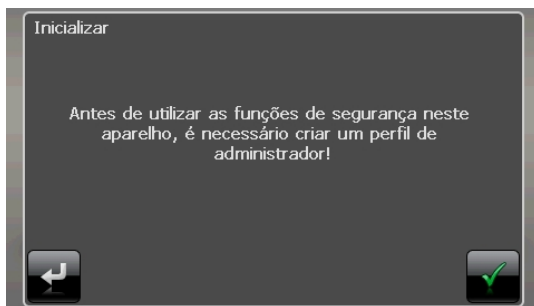 Inicializar
Antes de utilizar as funções de segurança neste
aparelho, é necessário criar um perfil de
administrador!